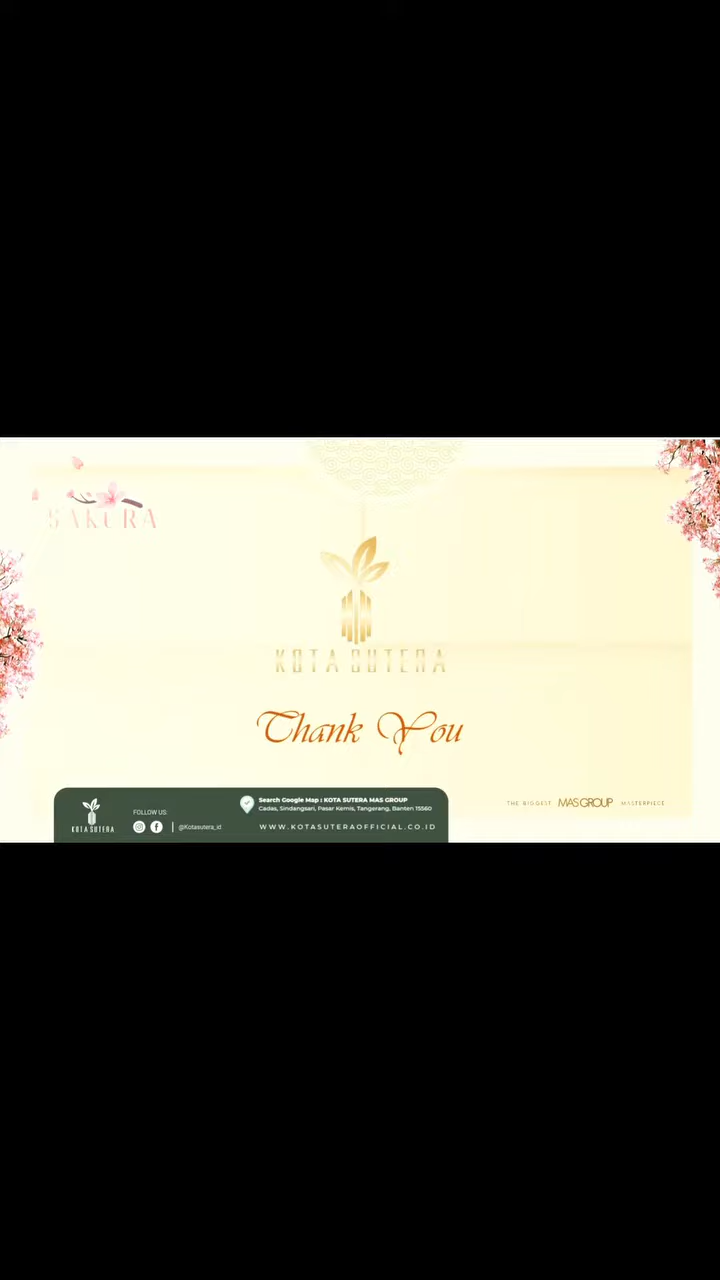 SAKURA
KOTA SUTERA
Thank You
KOTA SUTERA
FOLLOW US:
@Kotasutera_id
Search Google Map : KOTA SUTERA MAS GROUP
Cadas, Sindangsari, Pasar Kemis, Tangerang, Banten 15560
WWW.KOTASUTERAOFFICIAL.CO.ID
THE BIGGEST MAS GROUP MASTERPIECE